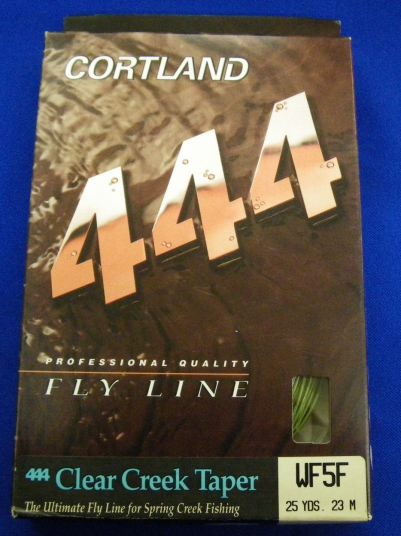 CORTLAND
444
PROFESSIONAL QUALITY
FLY LINE
444 Clear Creek Taper
The Ultimate Fly Line for Spring Creek Fishing
WF5F
25 YDS. 23 M